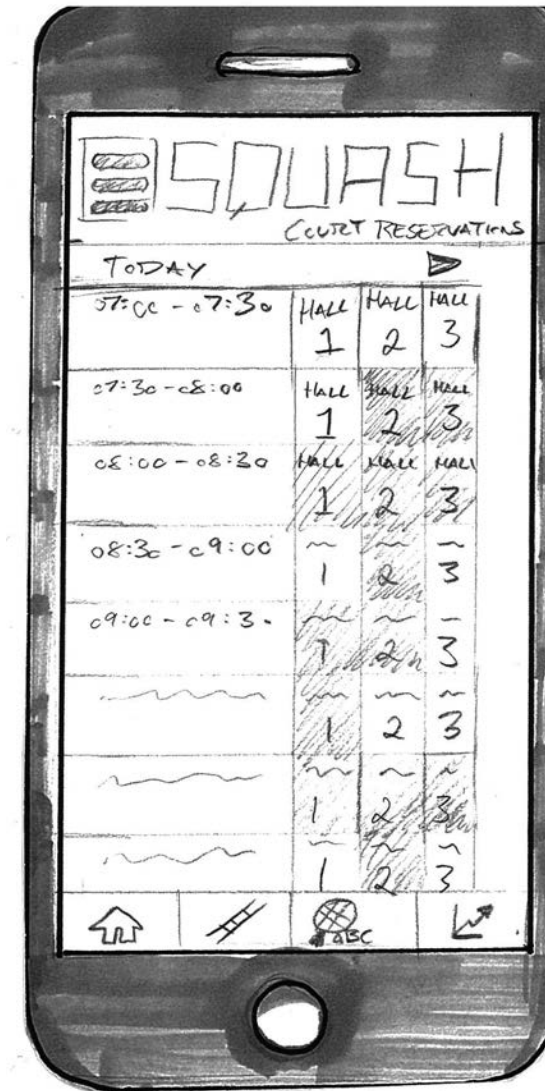 SQUASH
COURT RESERVATIONS
TODAY
07:00 - 07:30 HALL 1 HALL 2 HALL 3
07:30 - 08:00 HALL 1 HALL 2 HALL 3
08:00 - 08:30 HALL 1 HALL 2 HALL 3
08:30 - 09:00 1 2 3
09:00 - 09:30 1 2 3
1 2 3
1 2 3
1 2 3
ABC